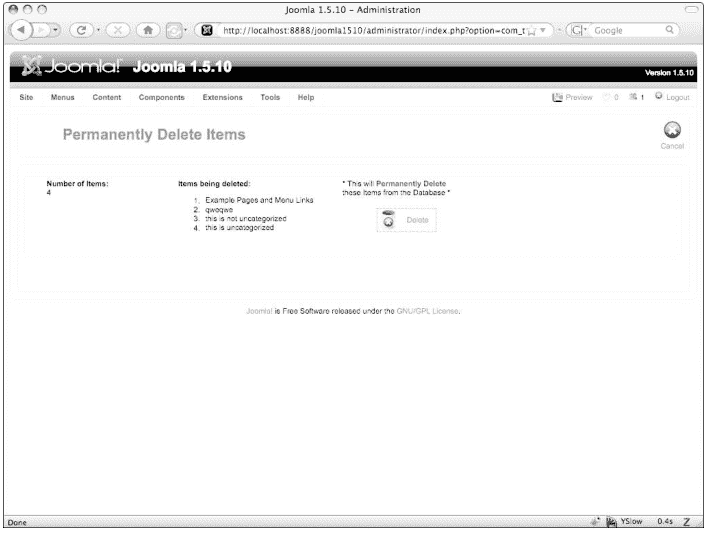 Joomla 1.5.10 – Administration
http://localhost:8888/joomla1510/administrator/index.php?option=com_t
G Google
Joomla! Joomla 1.5.10
Version 1.5.10
Site Menus Content Components Extensions Tools Help Preview 0 1 Logout
Permanently Delete Items
Cancel
Number of Items:
4
Items being deleted:
1. Example Pages and Menu Links
2. qweqwe
3. this is not uncategorized
4. this is uncategorized
* This will Permanently Delete
these Items from the Database *
Delete
Joomla! is Free Software released under the GNU/GPL License.
Done YSlow 0.4s Z